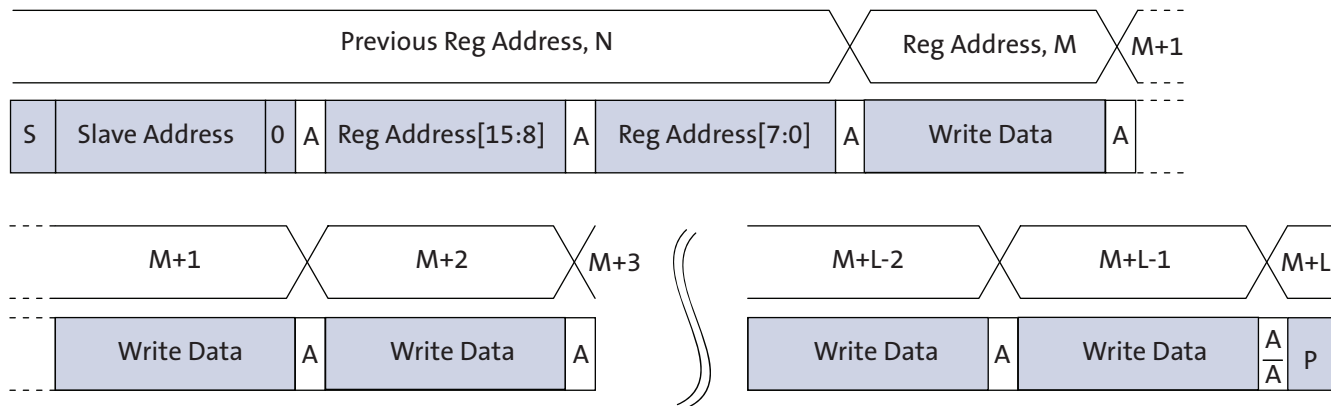 Previous Reg Address, N Reg Address, M M+1
S Slave Address 0 A Reg Address[15:8] A Reg Address[7:0] A Write Data A
M+1 M+2 M+3 M+L-2 M+L-1 M+L
Write Data A Write Data A Write Data A Write Data A/A̅ P